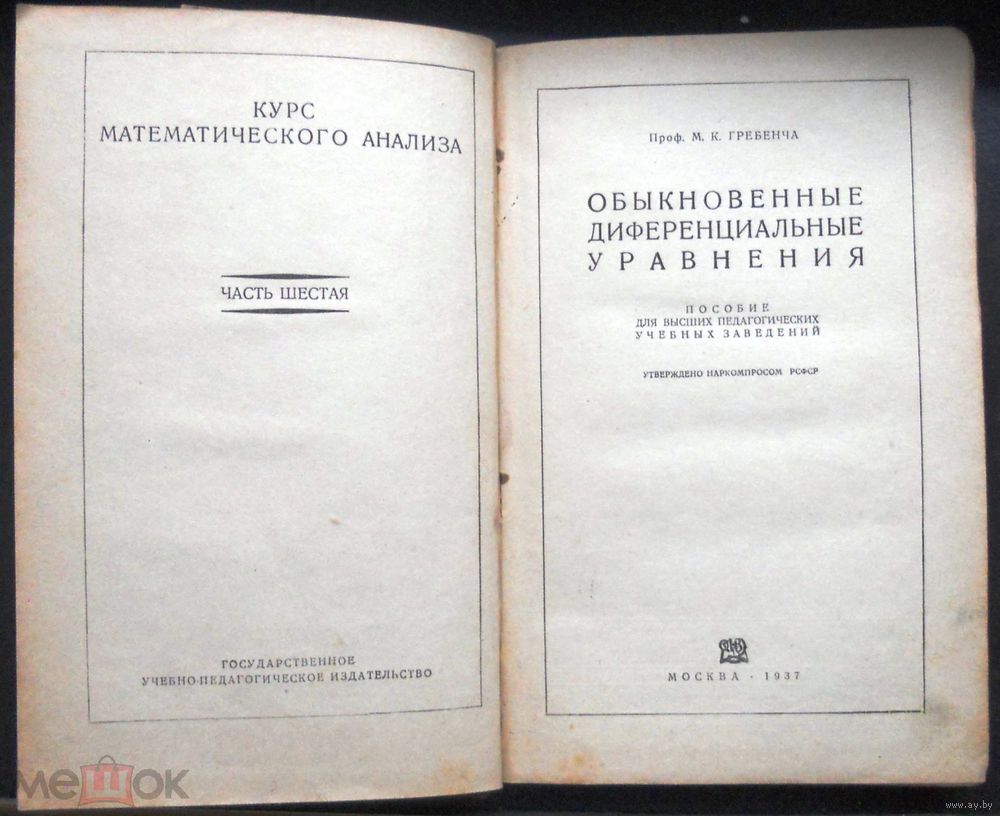 КУРС
МАТЕМАТИЧЕСКОГО АНАЛИЗА
ЧАСТЬ ШЕСТАЯ
ГОСУДАРСТВЕННОЕ
УЧЕБНО-ПЕДАГОГИЧЕСКОЕ ИЗДАТЕЛЬСТВО
Проф. М. К. ГРЕБЕНЧА
ОБЫКНОВЕННЫЕ
ДИФЕРЕНЦИАЛЬНЫЕ
УРАВНЕНИЯ
ПОСОБИЕ
ДЛЯ ВЫСШИХ ПЕДАГОГИЧЕСКИХ
УЧЕБНЫХ ЗАВЕДЕНИЙ
УТВЕРЖДЕНО НАРКОМПРОСОМ РСФСР
МОСКВА · 1937
мешок
www.ay.by